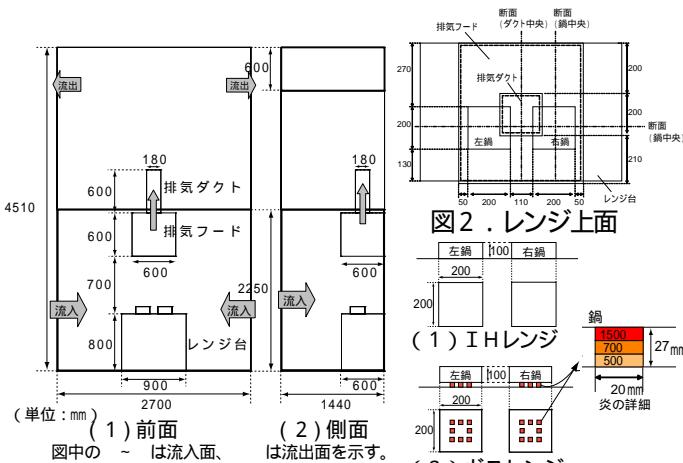 流出
流出
600
180
600
排気ダクト
180
600
4510
600
排気フード
600
600
700
2250
流入
流入
流入
800
レンジ台
900
600
2700
1440
（単位：㎜）
(1)前面
(2)側面
図中の ～ は流入面、 は流出面を示す。
断面
(ダクト中央)
断面
(鍋中央)
排気フード
270
200
排気ダクト
200
200
断面
(鍋中央)
左鍋
右鍋
130
210
50
200
110
200
50
レンジ台
図2．レンジ上面
左鍋
100
右鍋
200
200
(1)ＩＨレンジ
鍋
1500
700
500
27㎜
20㎜
炎の詳細
左鍋
100
右鍋
200
200